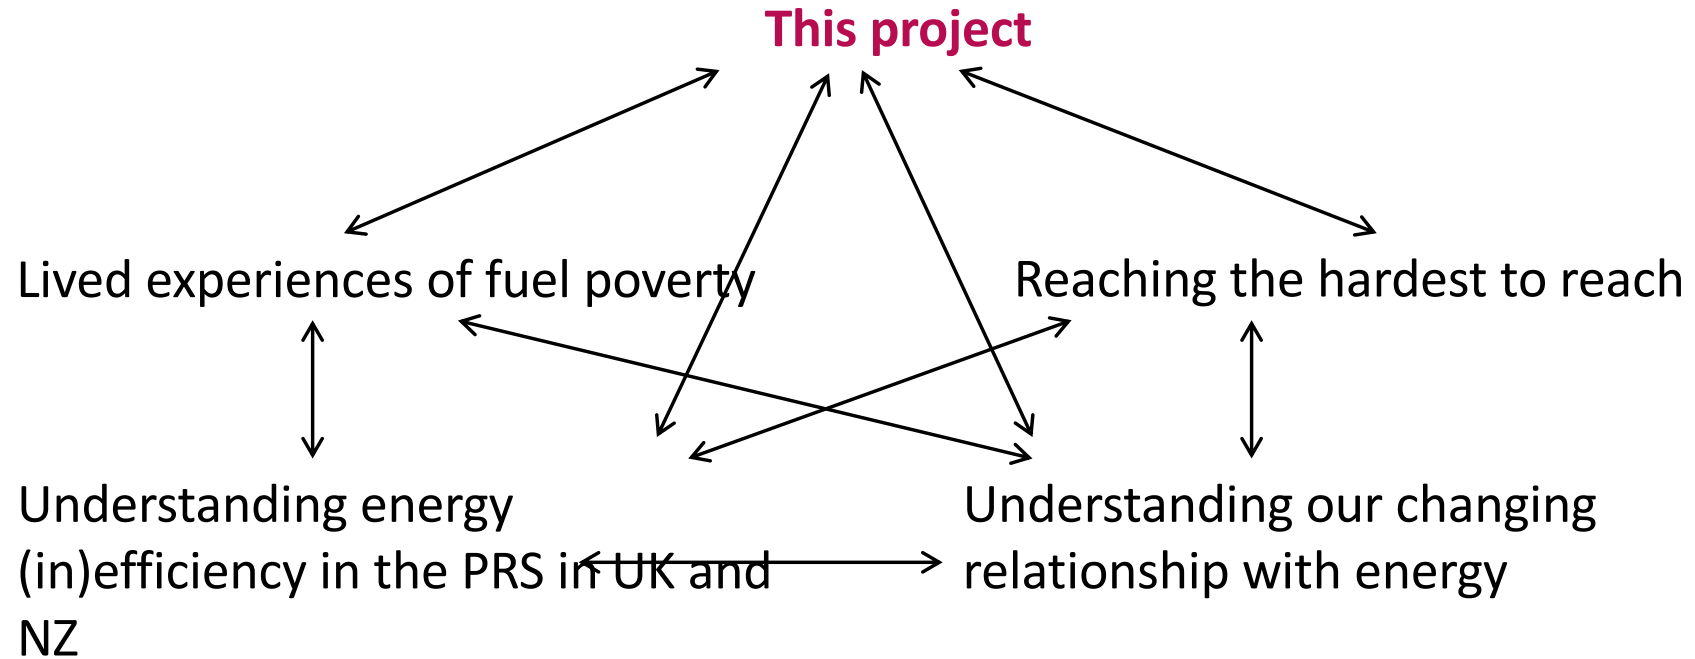 This project
Lived experiences of fuel poverty
Reaching the hardest to reach
Understanding energy
(in)efficiency in the PRS in UK and
NZ
Understanding our changing
relationship with energy